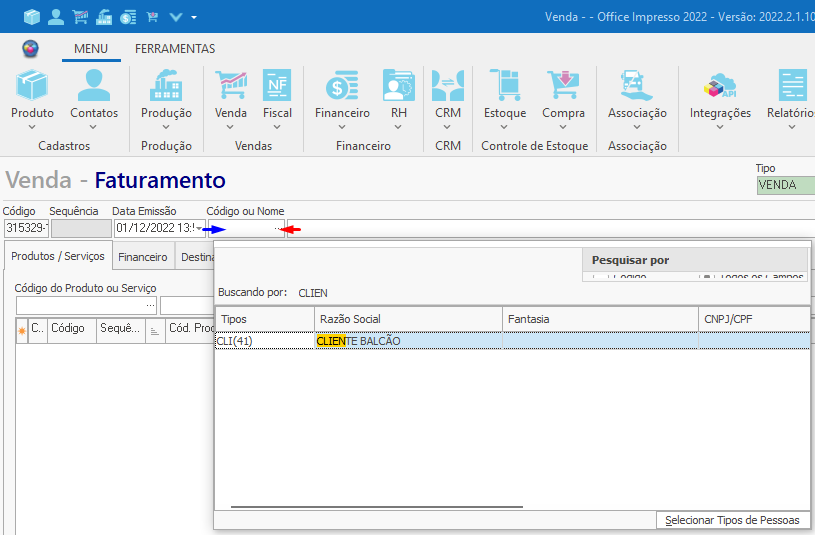 Venda - - Office Impresso 2022 - Versão: 2022.2.1.10
MENU FERRAMENTAS
Produto Contatos Produção Venda Fiscal Financeiro RH CRM Estoque Compra Associação Integrações Relatório
Cadastros Produção Vendas Financeiro CRM Controle de Estoque Associação
Venda - Faturamento
Tipo
VENDA
Código Sequência Data Emissão Código ou Nome
315329- 01/12/2022 13:5 ...
Produtos / Serviços Financeiro Destina
Pesquisar por
Código do Produto ou Serviço
Buscando por: CLIEN
...
Tipos Razão Social Fantasia CNPJ/CPF
C.. Código Sequê... Cód. Prod
CLI(41) CLIENTE BALCÃO
Selecionar Tipos de Pessoas